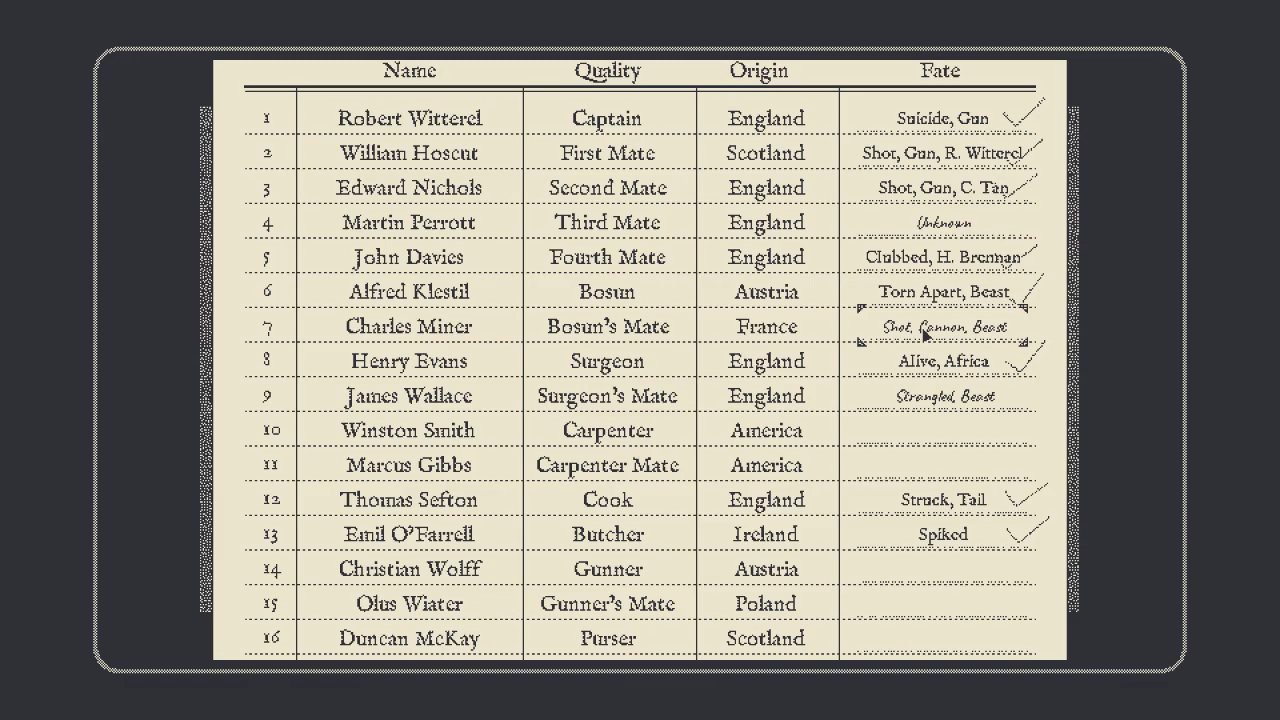 Name Quality Origin Fate
1 Robert Witterel Captain England Suicide, Gun
2 William Hoscut First Mate Scotland Shot, Gun, R. Witterel
3 Edward Nichols Second Mate England Shot, Gun, C. Tan
4 Martin Perrott Third Mate England Unknown
5 John Davies Fourth Mate England Clubbed, H. Brennan
6 Alfred Klestil Bosun Austria Torn Apart, Beast
7 Charles Miner Bosun's Mate France Shot, Cannon, Beast
8 Henry Evans Surgeon England Alive, Africa
9 James Wallace Surgeon's Mate England Strangled, Beast
10 Winston Smith Carpenter America
11 Marcus Gibbs Carpenter Mate America
12 Thomas Sefton Cook England Struck, Tail
13 Emil O'Farrell Butcher Ireland Spiked
14 Christian Wolff Gunner Austria
15 Olus Wiater Gunner's Mate Poland
16 Duncan McKay Purser Scotland